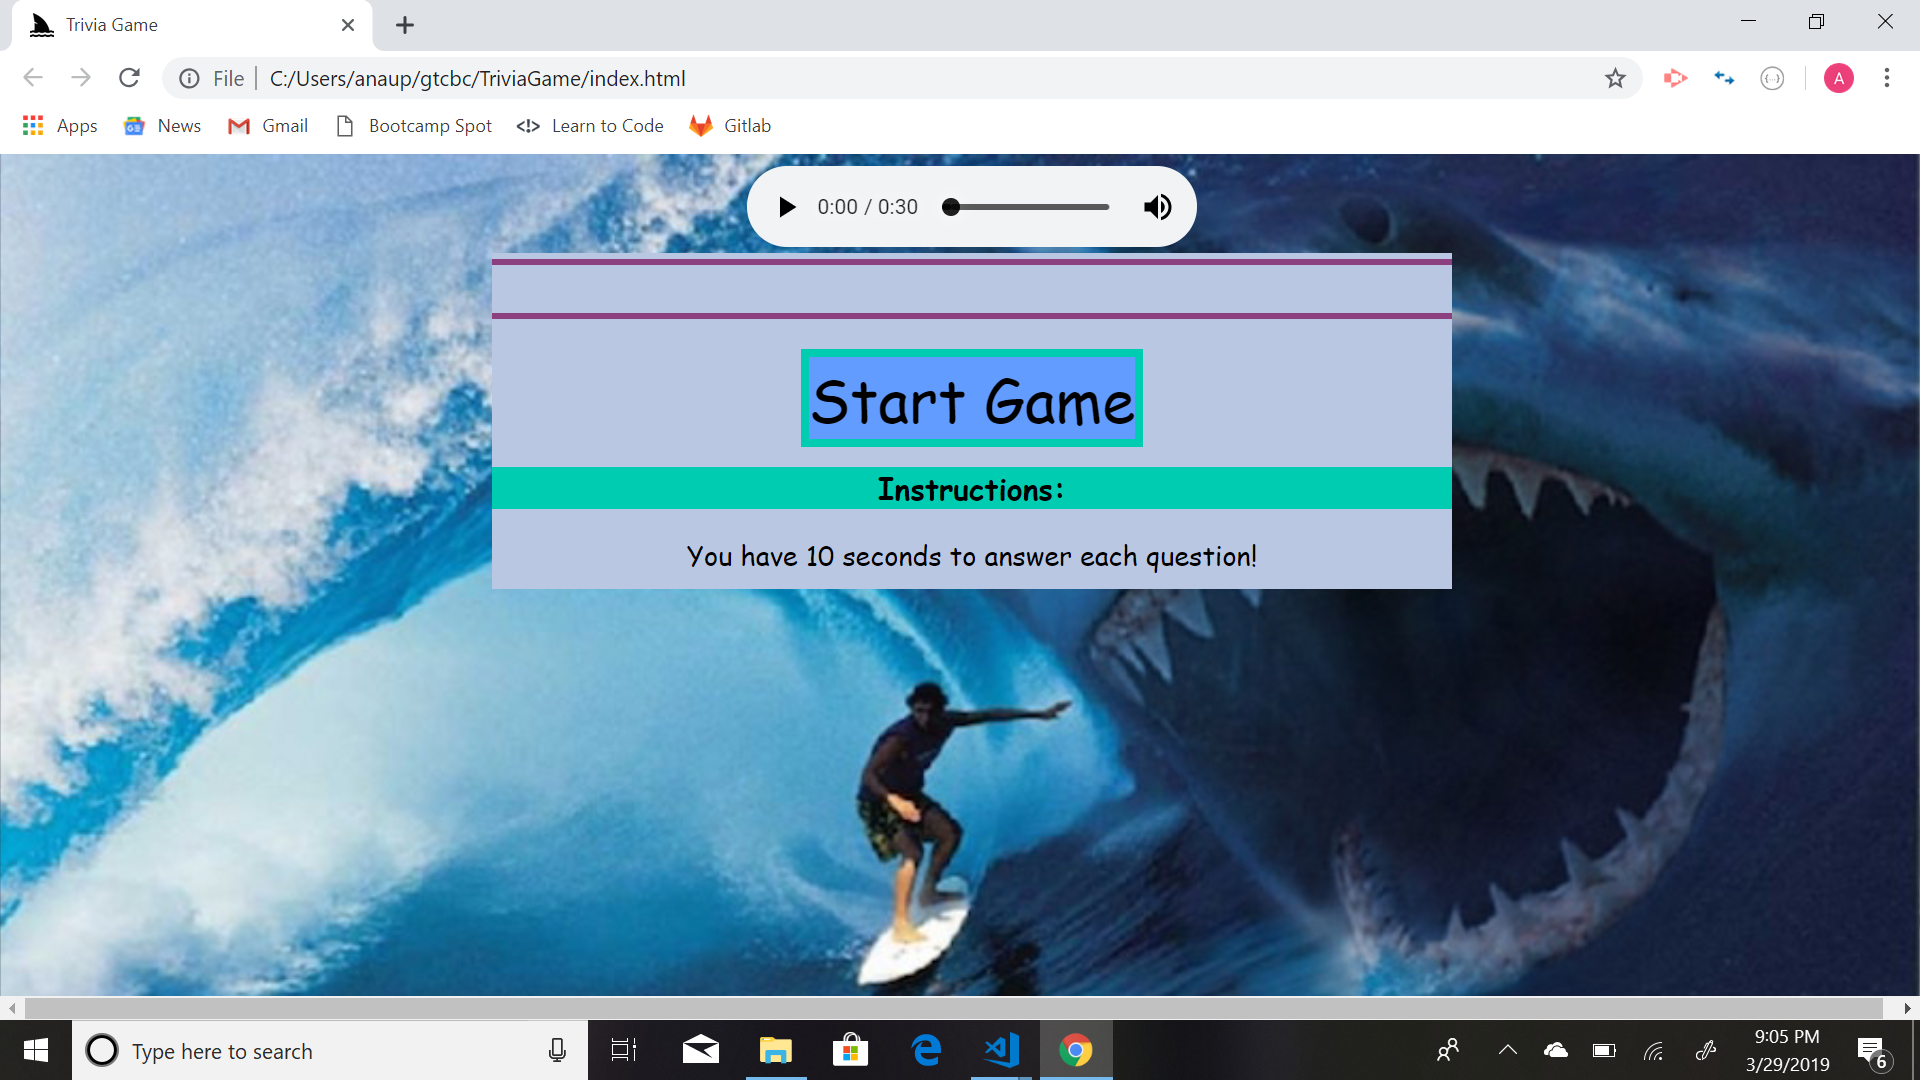 Trivia Game
File | C:/Users/anaup/gtcbc/TriviaGame/index.html
A
Apps News Gmail Bootcamp Spot Learn to Code Gitlab
0:00 / 0:30
Start Game
Instructions:
You have 10 seconds to answer each question!
Type here to search
9:05 PM
3/29/2019
6